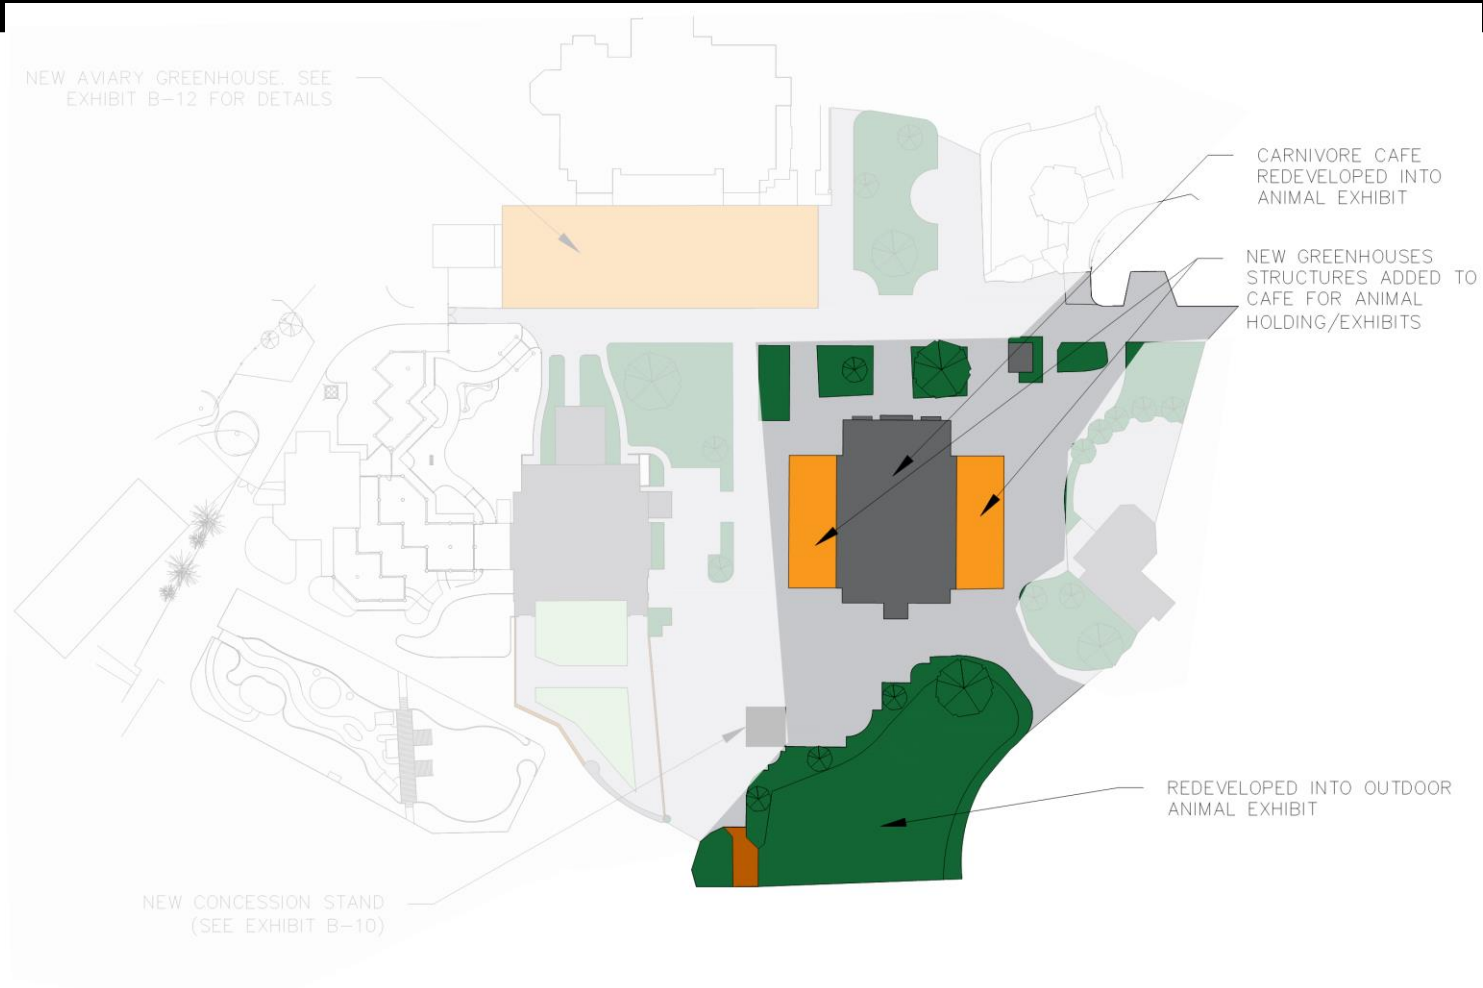 NEW AVIARY GREENHOUSE. SEE
EXHIBIT B-12 FOR DETAILS
CARNIVORE CAFE
REDEVELOPED INTO
ANIMAL EXHIBIT
NEW GREENHOUSES
STRUCTURES ADDED TO
CAFE FOR ANIMAL
HOLDING/EXHIBITS
REDEVELOPED INTO OUTDOOR
ANIMAL EXHIBIT
NEW CONCESSION STAND
(SEE EXHIBIT B-10)